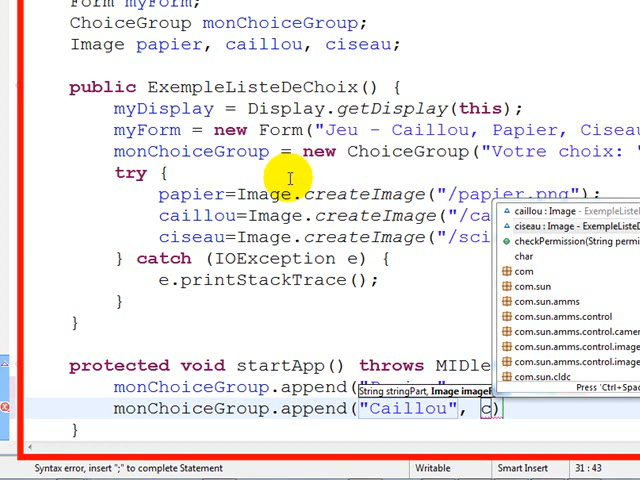 Form myForm;
ChoiceGroup monChoiceGroup;
Image papier, caillou, ciseau;
public ExempleListeDeChoix() {
myDisplay = Display.getDisplay(this);
myForm = new Form("Jeu - Caillou, Papier, Ciseau
monChoiceGroup = new ChoiceGroup("Votre choix: "
try {
papier=Image.createImage("/papier.png");
caillou=Image.createImage("/ca
ciseau=Image.createImage("/sci
} catch (IOException e) {
e.printStackTrace();
}
}
caillou : Image - ExempleListe
ciseau : Image - ExempleListeD
checkPermission(String permi
char
com
com.sun
com.sun.amms
com.sun.amms.control
com.sun.amms.control.camer
com.sun.amms.control.image
com.sun.amms.control.image
com.sun.cldc
Press 'Ctrl+Spac
protected void startApp() throws MIDle
monChoiceGroup.append(
String stringPart, Image imageP
monChoiceGroup.append("Caillou", c)
}
Syntax error, insert ";" to complete Statement
Writable
Smart Insert
31 : 43